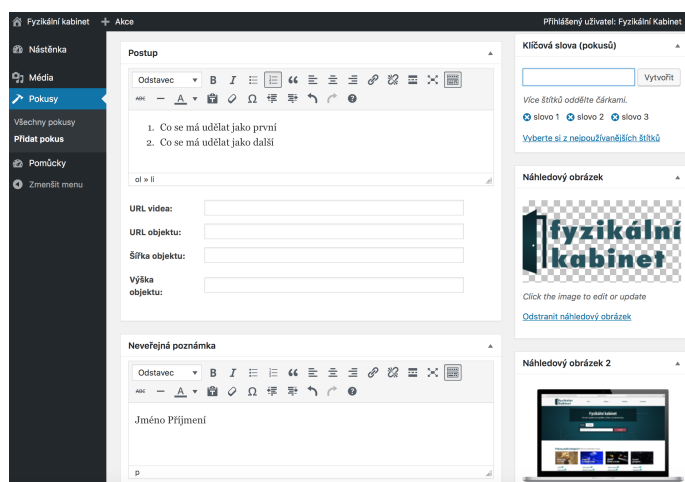 Fyzikální kabinet + Akce
Přihlášený uživatel: Fyzikální Kabinet
Nástěnka
Média
Pokusy
Všechny pokusy
Přidat pokus
Pomůcky
Zmenšit menu
Postup
Odstavec B I
ABC A Ω
1. Co se má udělat jako první
2. Co se má udělat jako další
ol » li
URL videa:
URL objektu:
Šířka objektu:
Výška
objektu:
Neveřejná poznámka
Odstavec B I
ABC A Ω
Jméno Příjmení
p
Klíčová slova (pokusů)
Vytvořit
Více štítků oddělte čárkami.
slovo 1 slovo 2 slovo 3
Vyberte si z nejpoužívanějších štítků
Náhledový obrázek
fyzikální
kabinet
Click the image to edit or update
Odstranit náhledový obrázek
Náhledový obrázek 2
Fyzikální kabinet